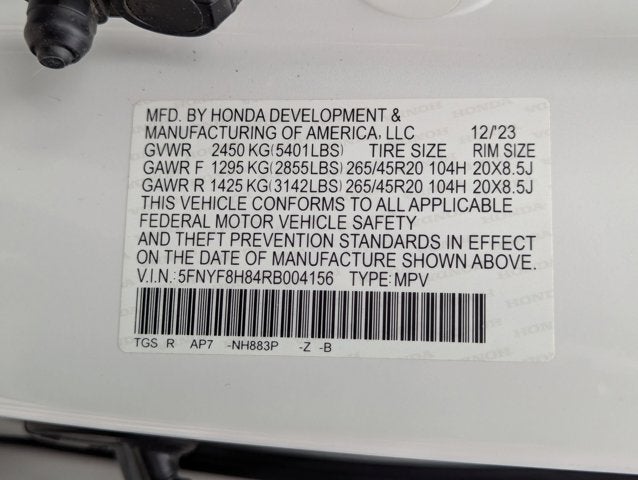 MFD. BY HONDA DEVELOPMENT &
MANUFACTURING OF AMERICA, LLC 12/'23
GVWR 2450 KG(5401LBS) TIRE SIZE RIM SIZE
GAWR F 1295 KG(2855LBS) 265/45R20 104H 20X8.5J
GAWR R 1425 KG(3142LBS) 265/45R20 104H 20X8.5J
THIS VEHICLE CONFORMS TO ALL APPLICABLE
FEDERAL MOTOR VEHICLE SAFETY
AND THEFT PREVENTION STANDARDS IN EFFECT
ON THE DATE OF MANUFACTURE SHOWN ABOVE.
V.I.N.: 5FNYF8H84RB004156 TYPE: MPV
TGS R AP7 -NH883P -Z -B